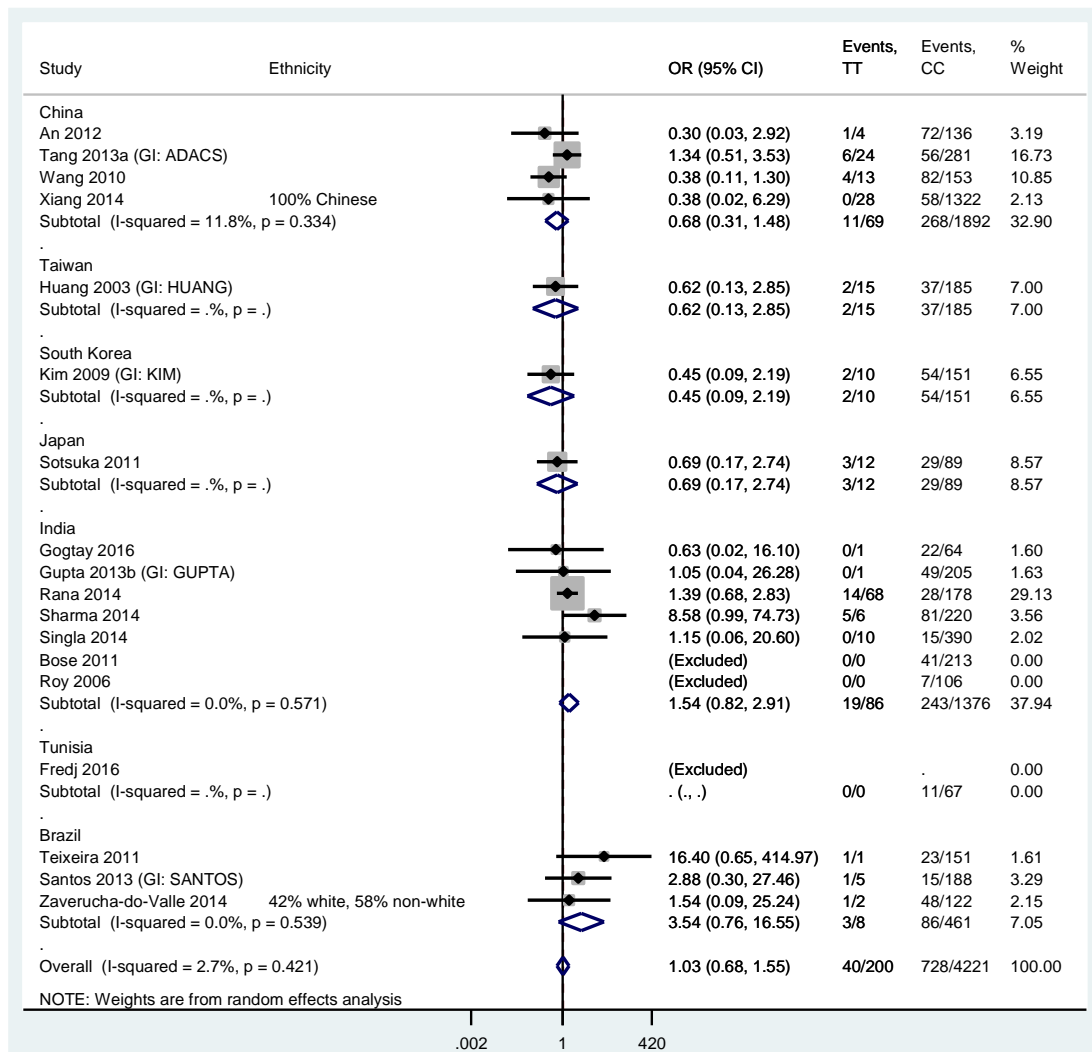 Events, Events, %
Study Ethnicity OR (95% CI) TT CC Weight
China
An 2012 0.30 (0.03, 2.92) 1/4 72/136 3.19
Tang 2013a (GI: ADACS) 1.34 (0.51, 3.53) 6/24 56/281 16.73
Wang 2010 0.38 (0.11, 1.30) 4/13 82/153 10.85
Xiang 2014 100% Chinese 0.38 (0.02, 6.29) 0/28 58/1322 2.13
Subtotal (I-squared = 11.8%, p = 0.334) 0.68 (0.31, 1.48) 11/69 268/1892 32.90
.
Taiwan
Huang 2003 (GI: HUANG) 0.62 (0.13, 2.85) 2/15 37/185 7.00
Subtotal (I-squared = .%, p = .) 0.62 (0.13, 2.85) 2/15 37/185 7.00
.
South Korea
Kim 2009 (GI: KIM) 0.45 (0.09, 2.19) 2/10 54/151 6.55
Subtotal (I-squared = .%, p = .) 0.45 (0.09, 2.19) 2/10 54/151 6.55
.
Japan
Sotsuka 2011 0.69 (0.17, 2.74) 3/12 29/89 8.57
Subtotal (I-squared = .%, p = .) 0.69 (0.17, 2.74) 3/12 29/89 8.57
.
India
Gogtay 2016 0.63 (0.02, 16.10) 0/1 22/64 1.60
Gupta 2013b (GI: GUPTA) 1.05 (0.04, 26.28) 0/1 49/205 1.63
Rana 2014 1.39 (0.68, 2.83) 14/68 28/178 29.13
Sharma 2014 8.58 (0.99, 74.73) 5/6 81/220 3.56
Singla 2014 1.15 (0.06, 20.60) 0/10 15/390 2.02
Bose 2011 (Excluded) 0/0 41/213 0.00
Roy 2006 (Excluded) 0/0 7/106 0.00
Subtotal (I-squared = 0.0%, p = 0.571) 1.54 (0.82, 2.91) 19/86 243/1376 37.94
.
Tunisia
Fredj 2016 (Excluded) . 0.00
Subtotal (I-squared = .%, p = .) . (., .) 0/0 11/67 0.00
.
Brazil
Teixeira 2011 16.40 (0.65, 414.97) 1/1 23/151 1.61
Santos 2013 (GI: SANTOS) 2.88 (0.30, 27.46) 1/5 15/188 3.29
Zaverucha-do-Valle 2014 42% white, 58% non-white 1.54 (0.09, 25.24) 1/2 48/122 2.15
Subtotal (I-squared = 0.0%, p = 0.539) 3.54 (0.76, 16.55) 3/8 86/461 7.05
.
Overall (I-squared = 2.7%, p = 0.421) 1.03 (0.68, 1.55) 40/200 728/4221 100.00
NOTE: Weights are from random effects analysis
.002 1 420